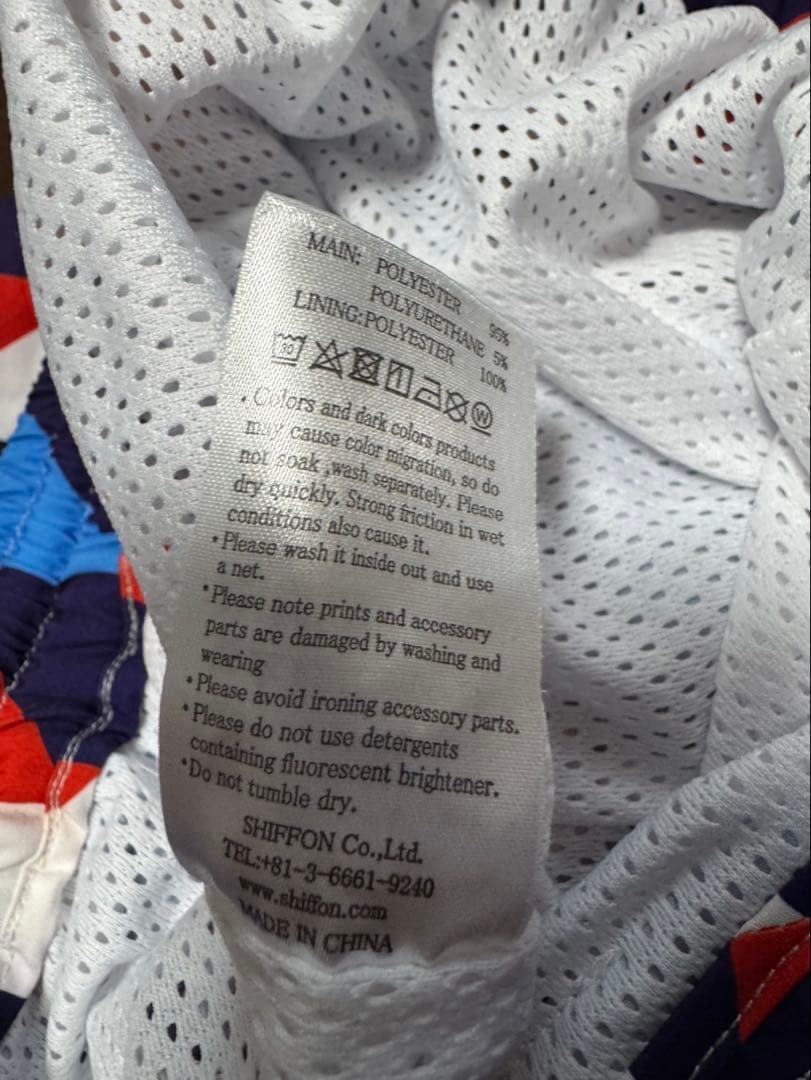 MAIN: POLYESTER 95%
POLYURETHANE 5%
LINING:POLYESTER 100%
30
W
・Colors and dark colors products
may cause color migration, so do
not soak ,wash separately. Please
dry quickly. Strong friction in wet
conditions also cause it.
・Please wash it inside out and use
a net.
・Please note prints and accessory
parts are damaged by washing and
wearing
・Please avoid ironing accessory parts.
・Please do not use detergents
containing fluorescent brightener.
・Do not tumble dry.
SHIFFON Co.,Ltd.
TEL:+81-3-6661-9240
www.shiffon.com
MADE IN CHINA